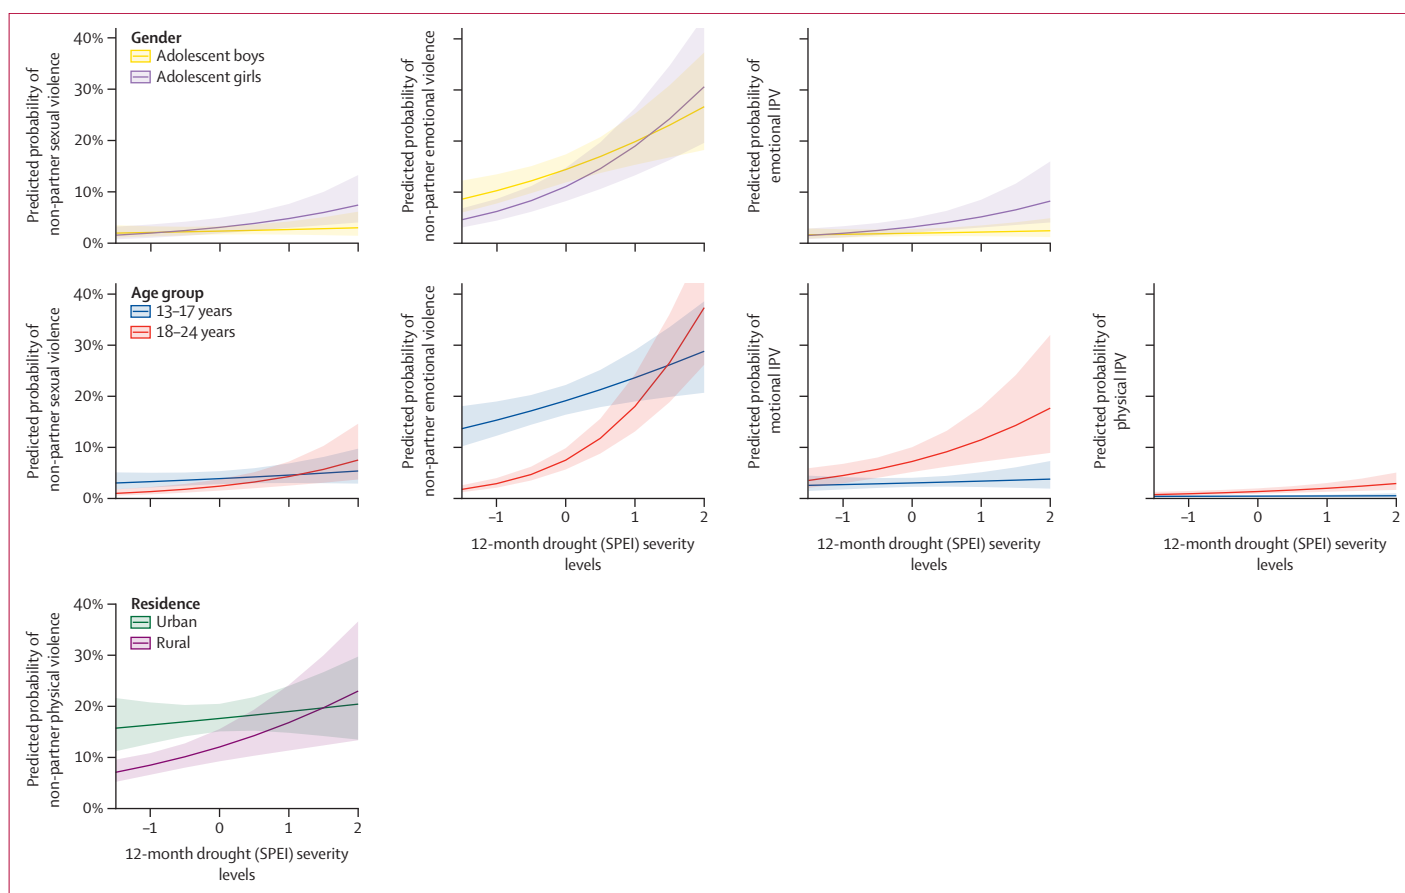 Predicted probability of
non-partner sexual violence
40%
30%
20%
10%
0%
Gender
Adolescent boys
Adolescent girls
Predicted probability of
non-partner emotional violence
Predicted probability of
emotional IPV
Predicted probability of
non-partner sexual violence
40%
30%
20%
10%
0%
Age group
13–17 years
18–24 years
Predicted probability of
non-partner emotional violence
–1 0 1 2
12-month drought (SPEI) severity
levels
Predicted probability of
motional IPV
–1 0 1 2
12-month drought (SPEI) severity
levels
Predicted probability of
physical IPV
–1 0 1 2
12-month drought (SPEI) severity
levels
Predicted probability of
non-partner physical violence
40%
30%
20%
10%
0%
Residence
Urban
Rural
–1 0 1 2
12-month drought (SPEI) severity
levels